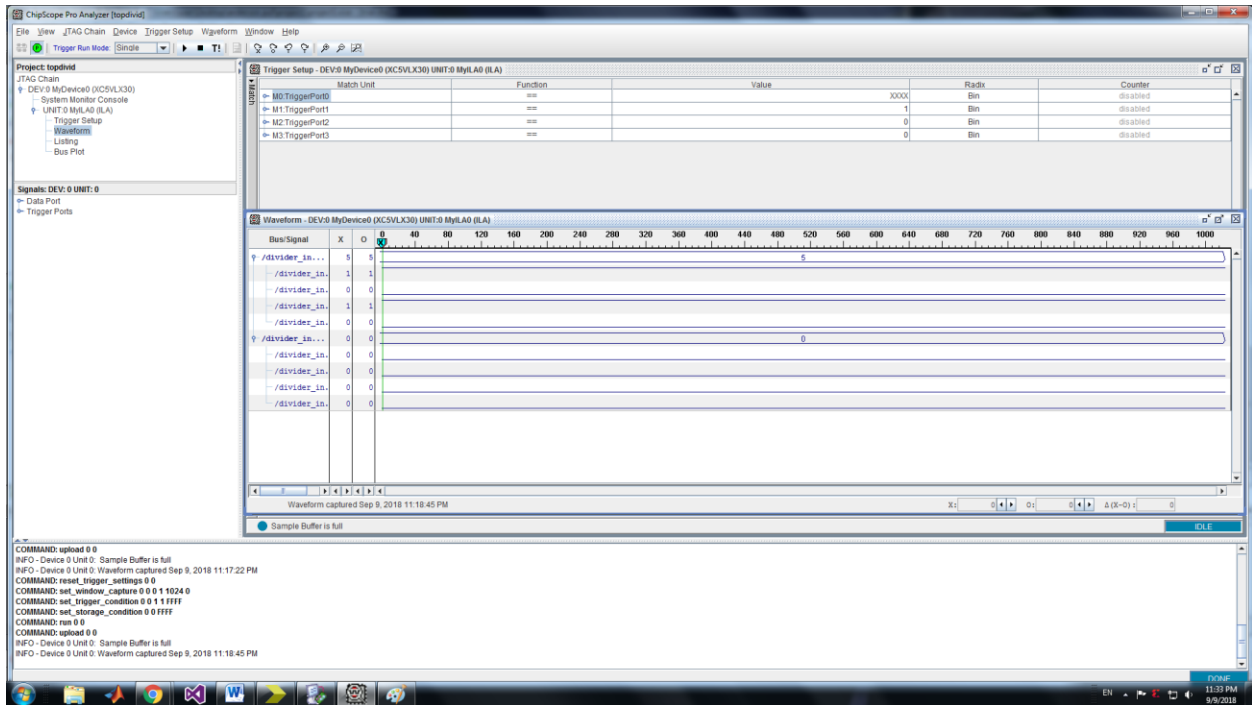 ChipScope Pro Analyzer [topdivid]
File View JTAG Chain Device Trigger Setup Waveform Window Help
Trigger Run Mode: Single T!
Project: topdivid
JTAG Chain
DEV:0 MyDevice0 (XC5VLX30)
System Monitor Console
UNIT:0 MyILA0 (ILA)
Trigger Setup
Waveform
Listing
Bus Plot
Signals: DEV: 0 UNIT: 0
Data Port
Trigger Ports
Trigger Setup - DEV:0 MyDevice0 (XC5VLX30) UNIT:0 MyILA0 (ILA)
Match
Match Unit Function Value Radix Counter
M0:TriggerPort0 == XXXX Bin disabled
M1:TriggerPort1 == 1 Bin disabled
M2:TriggerPort2 == 0 Bin disabled
M3:TriggerPort3 == 0 Bin disabled
Waveform - DEV:0 MyDevice0 (XC5VLX30) UNIT:0 MyILA0 (ILA)
Bus/Signal X O 0 40 80 120 160 200 240 280 320 360 400 440 480 520 560 600 640 680 720 760 800 840 880 920 960 1000
/divider_in... 5 5 5
/divider_in. 1 1
/divider_in. 0 0
/divider_in. 1 1
/divider_in. 0 0
/divider_in... 0 0 0
/divider_in. 0 0
/divider_in. 0 0
/divider_in. 0 0
/divider_in. 0 0
Waveform captured Sep 9, 2018 11:18:45 PM X: 0 O: 0 Δ(X-O): 0
Sample Buffer is full IDLE
COMMAND: upload 0 0
INFO - Device 0 Unit 0: Sample Buffer is full
INFO - Device 0 Unit 0: Waveform captured Sep 9, 2018 11:17:22 PM
COMMAND: reset_trigger_settings 0 0
COMMAND: set_window_capture 0 0 0 1 1024 0
COMMAND: set_trigger_condition 0 0 1 1 FFFF
COMMAND: set_storage_condition 0 0 FFFF
COMMAND: run 0 0
COMMAND: upload 0 0
INFO - Device 0 Unit 0: Sample Buffer is full
INFO - Device 0 Unit 0: Waveform captured Sep 9, 2018 11:18:45 PM
DONE
EN 11:33 PM
9/9/2018